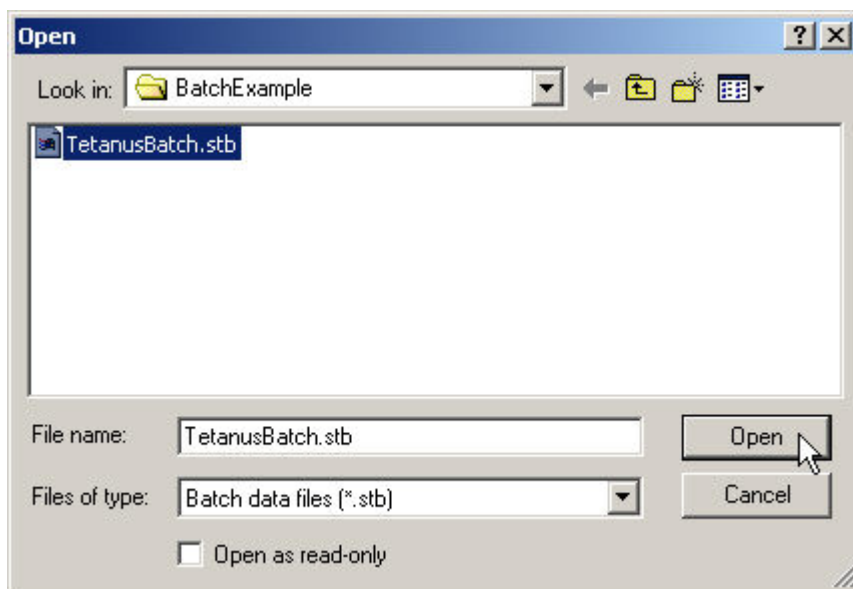 Open
Look in: BatchExample
TetanusBatch.stb
File name: TetanusBatch.stb Open
Files of type: Batch data files (*.stb) Cancel
Open as read-only